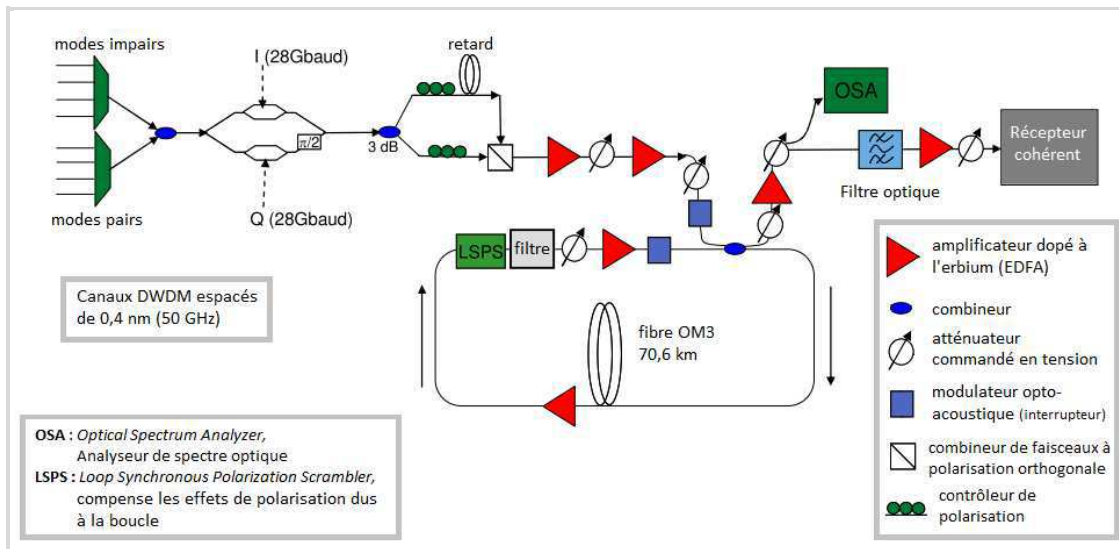 modes impairs
I (28Gbaud)
retard
π/2
3 dB
Q (28Gbaud)
modes pairs
OSA
Filtre optique
Récepteur
cohérent
LSPS
filtre
Canaux DWDM espacés
de 0,4 nm (50 GHz)
fibre OM3
70,6 km
OSA : Optical Spectrum Analyzer,
Analyseur de spectre optique
LSPS : Loop Synchronous Polarization Scrambler,
compense les effets de polarisation dus
à la boucle
amplificateur dopé à
l'erbium (EDFA)
combineur
atténuateur
commandé en tension
modulateur opto-
acoustique (interrupteur)
combineur de faisceaux à
polarisation orthogonale
contrôleur de
polarisation